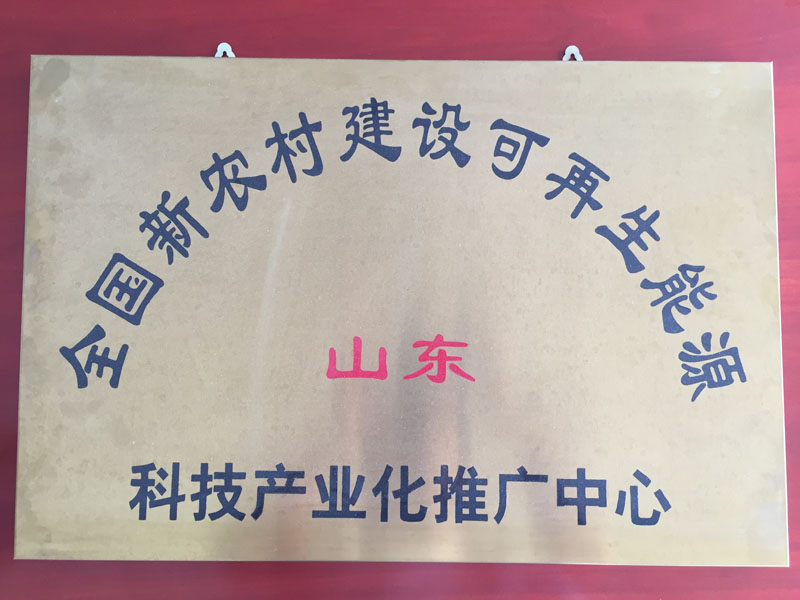 全国新农村建设可再生能源
山东
科技产业化推广中心